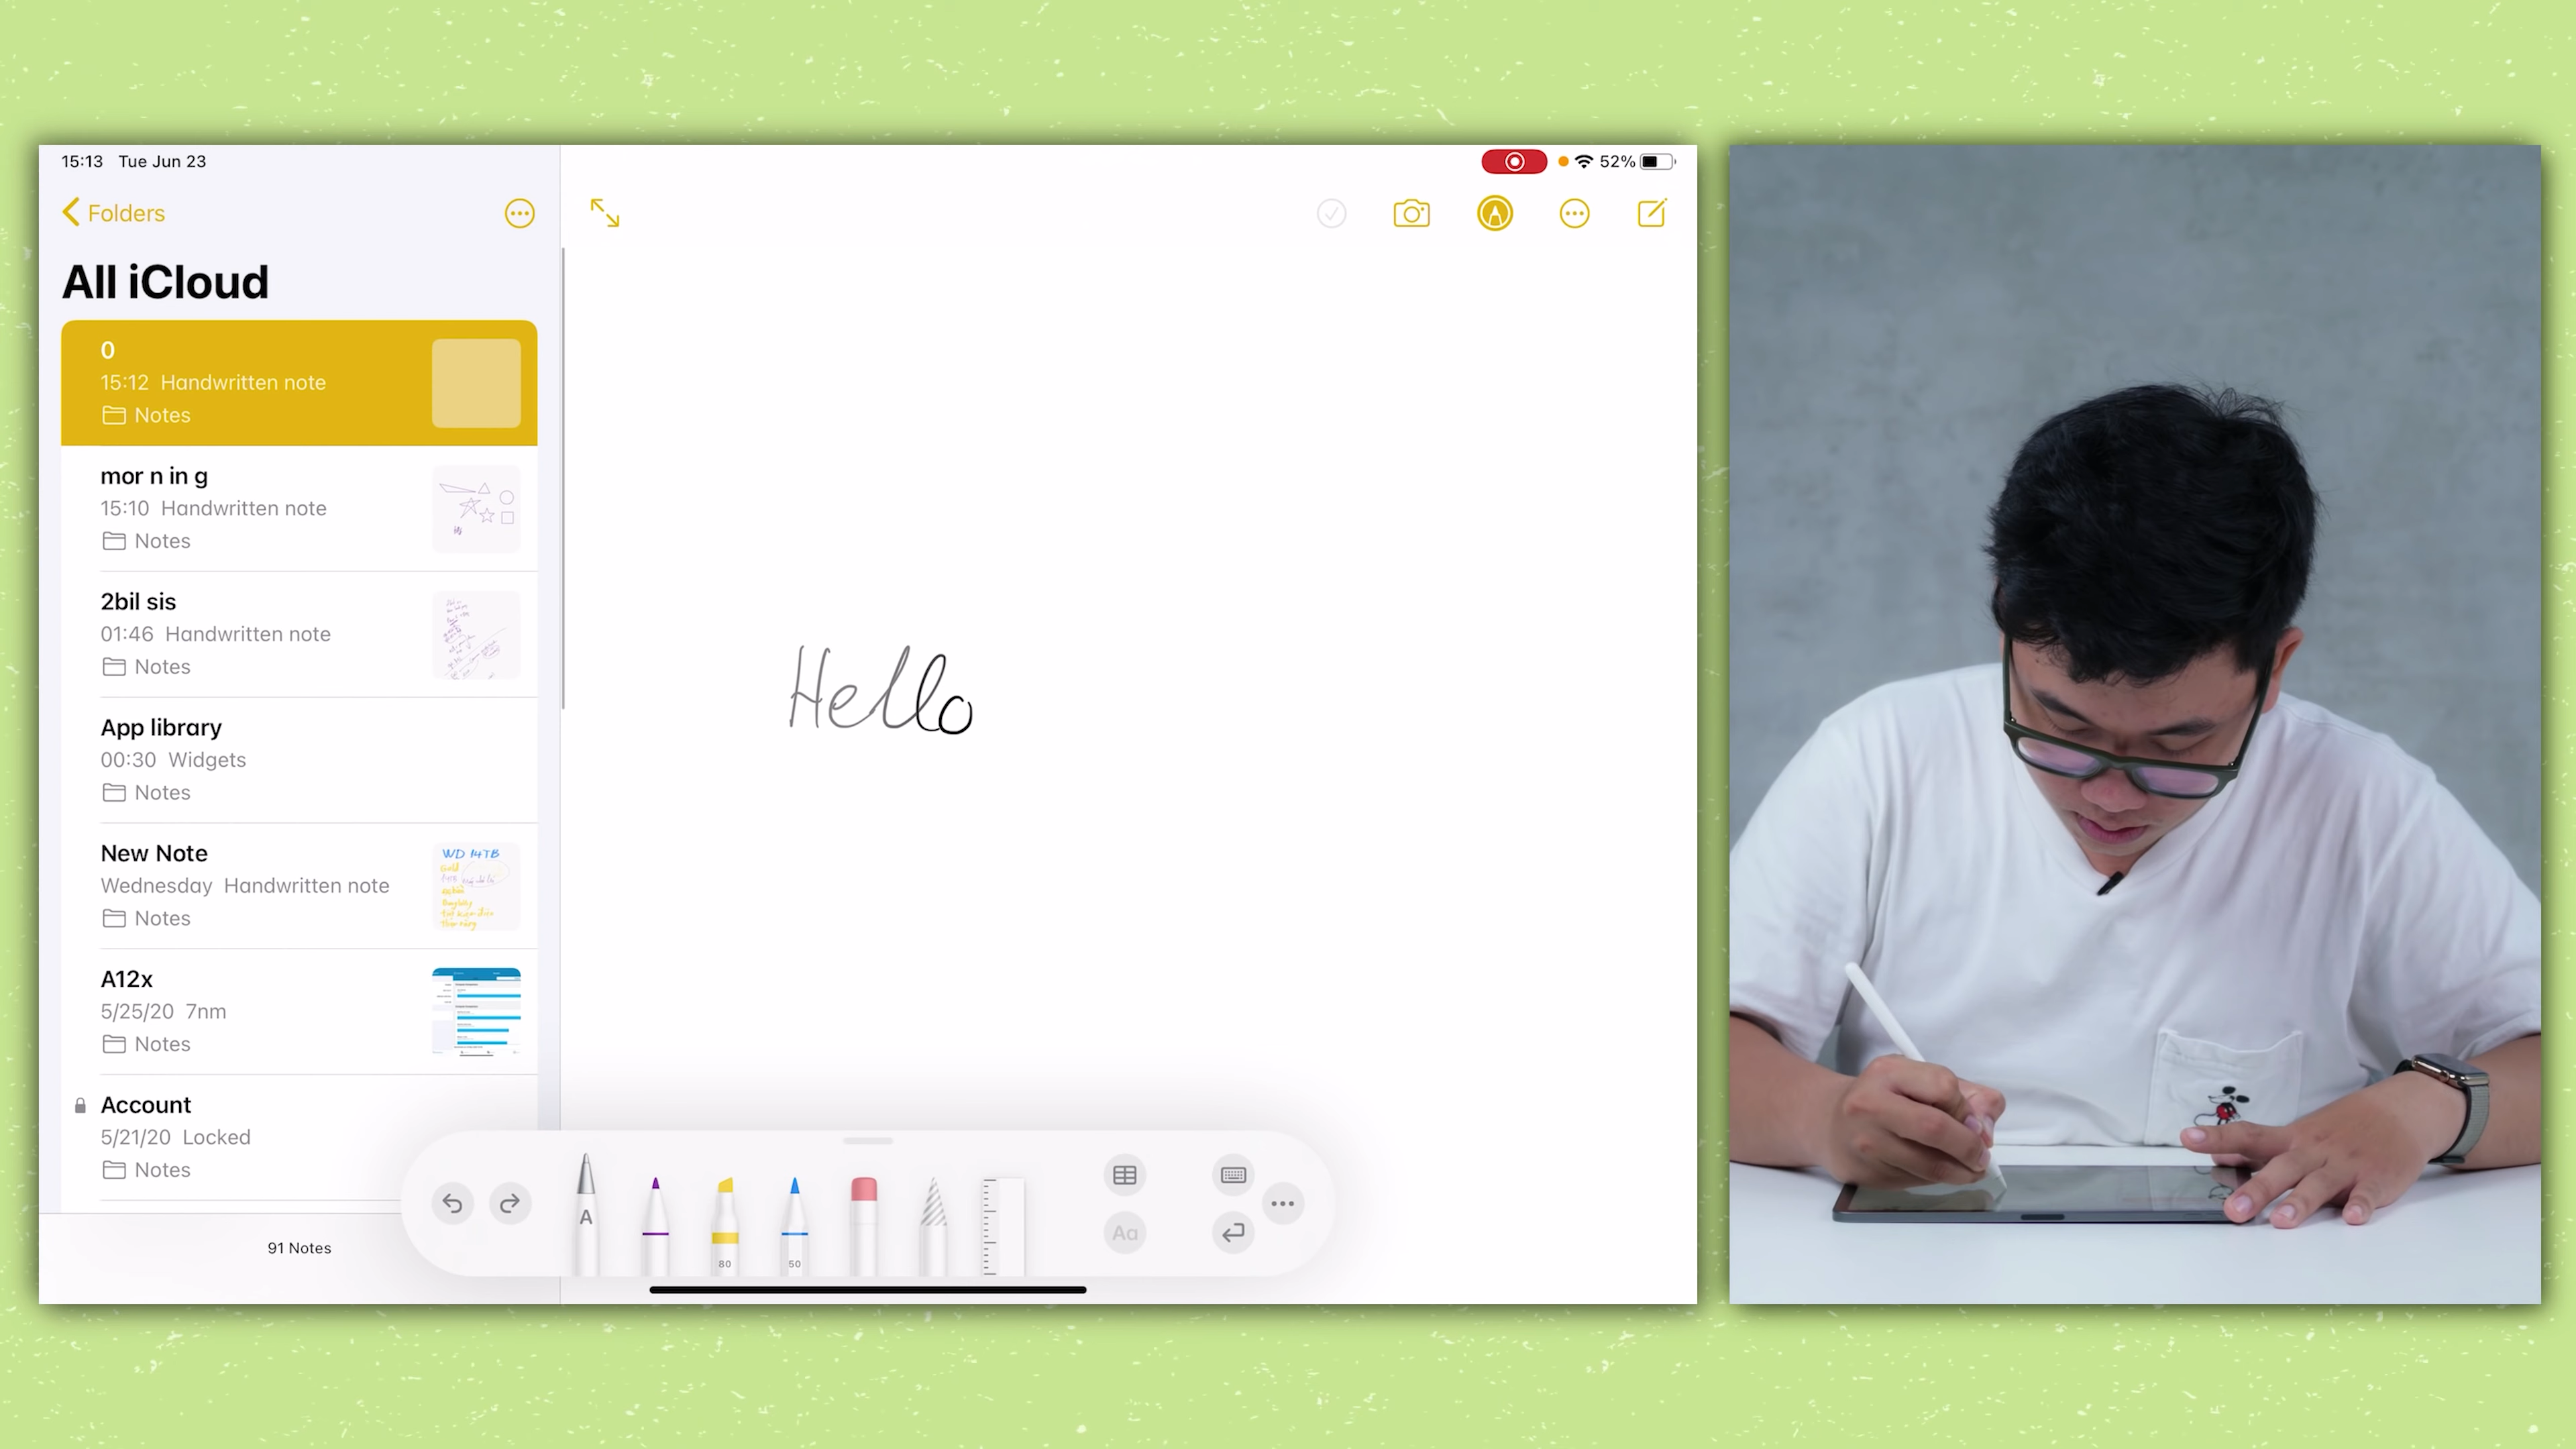 15:13 Tue Jun 23
52%
Folders
All iCloud
0
15:12 Handwritten note
Notes
mor n in g
15:10 Handwritten note
Notes
2bil sis
01:46 Handwritten note
Notes
App library
00:30 Widgets
Notes
New Note
Wednesday Handwritten note
Notes
WD 14TB
Gold
A12x
5/25/20 7nm
Notes
Account
5/21/20 Locked
Notes
91 Notes
Hello
A
80
50
Aa